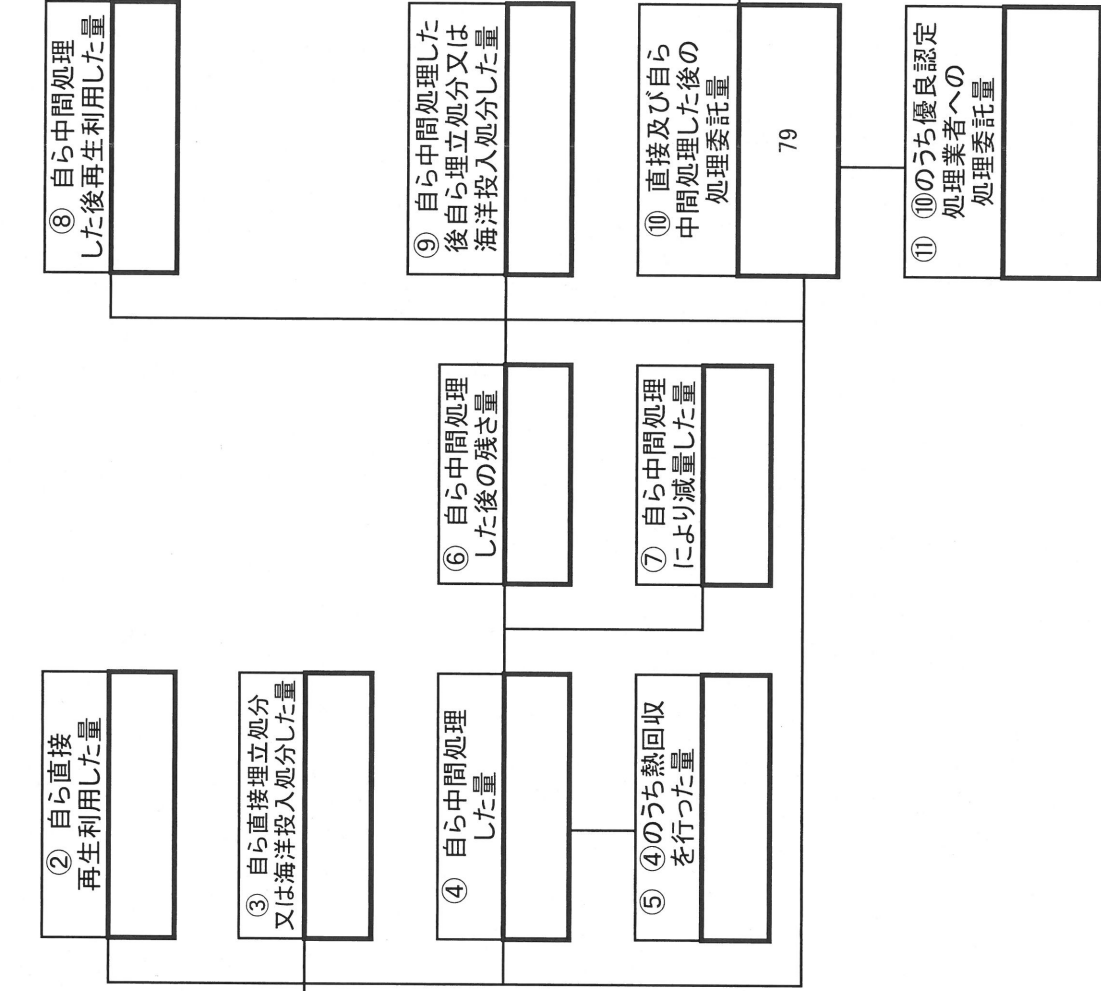 ② 自ら直接
再生利用した量
③ 自ら直接埋立処分
又は海洋投入処分した量
④ 自ら中間処理
した量
⑤ ④のうち熱回収
を行った量
⑥ 自ら中間処理
した後の残さ量
⑦ 自ら中間処理
により減量した量
⑧ 自ら中間処理
した後再生利用した量
⑨ 自ら中間処理した
後自ら埋立処分又は
海洋投入処分した量
⑩ 直接及び自ら
中間処理した後の
処理委託量
79
⑪ ⑩のうち優良認定
処理業者への
処理委託量